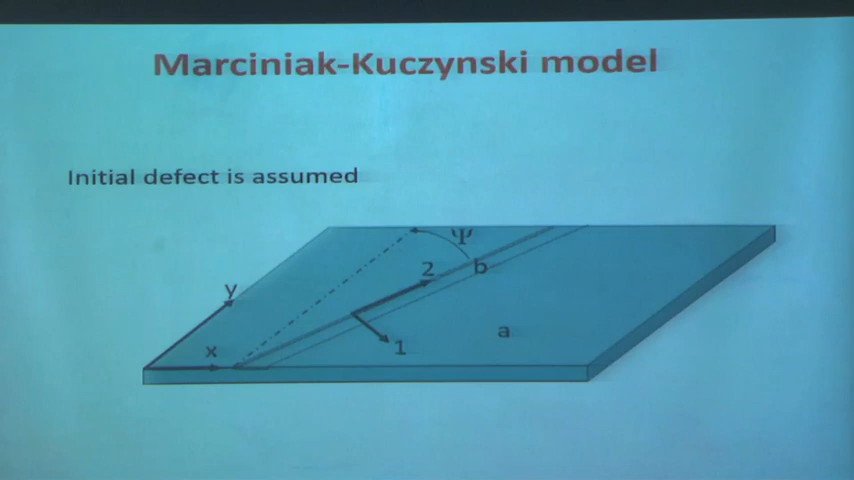 Marciniak-Kuczynski model
Initial defect is assumed
Ψ
2
b
y
a
x
1